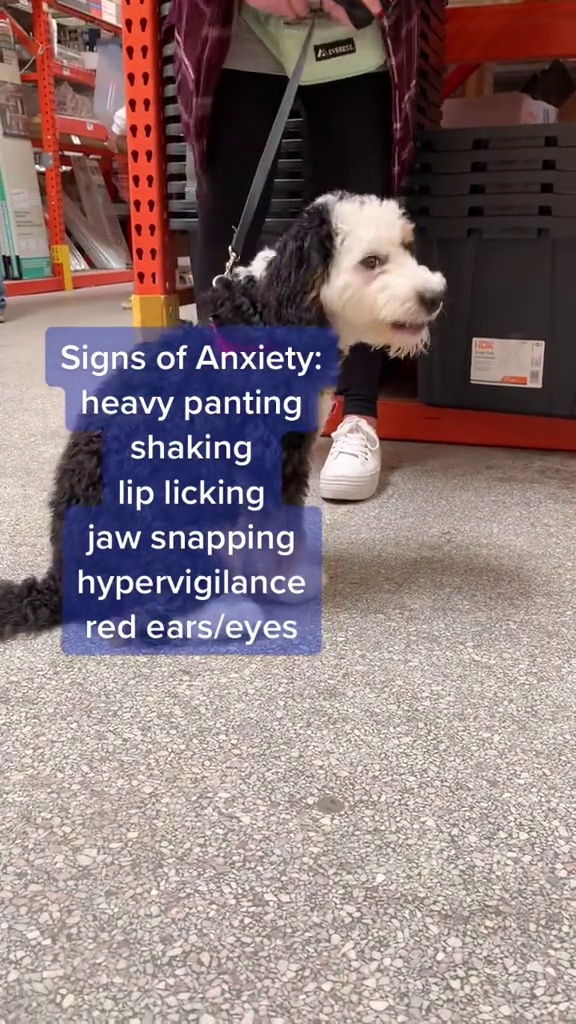 EVEREST
Signs of Anxiety:
heavy panting
shaking
lip licking
jaw snapping
hypervigilance
red ears/eyes
HDX